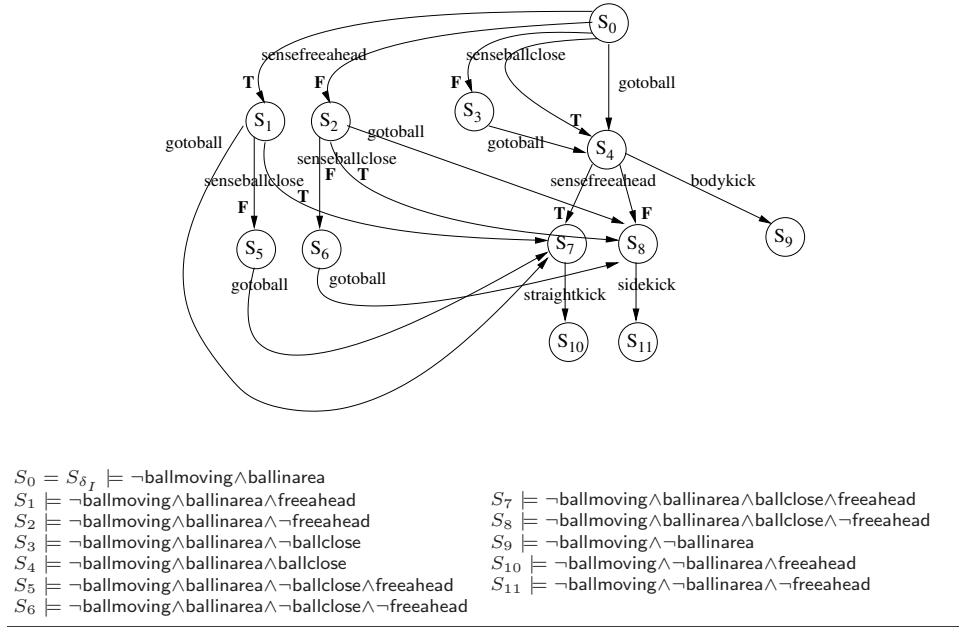 S0
sensefreeahead
senseballclose
T
F
F
gotoball
S1
S2
S3
T
gotoball
gotoball
gotoball
S4
senseballclose
F
T
senseballclose
T
F
sensefreeahead
bodykick
T
F
S5
S6
S7
S8
S9
gotoball
gotoball
straightkick
sidekick
S10
S11
S0 = SδI ⊨ ¬ballmoving∧ballinarea
S1 ⊨ ¬ballmoving∧ballinarea∧freeahead
S2 ⊨ ¬ballmoving∧ballinarea∧¬freeahead
S3 ⊨ ¬ballmoving∧ballinarea∧¬ballclose
S4 ⊨ ¬ballmoving∧ballinarea∧ballclose
S5 ⊨ ¬ballmoving∧ballinarea∧¬ballclose∧freeahead
S6 ⊨ ¬ballmoving∧ballinarea∧¬ballclose∧¬freeahead
S7 ⊨ ¬ballmoving∧ballinarea∧ballclose∧freeahead
S8 ⊨ ¬ballmoving∧ballinarea∧ballclose∧¬freeahead
S9 ⊨ ¬ballmoving∧¬ballinarea
S10 ⊨ ¬ballmoving∧¬ballinarea∧freeahead
S11 ⊨ ¬ballmoving∧¬ballinarea∧¬freeahead